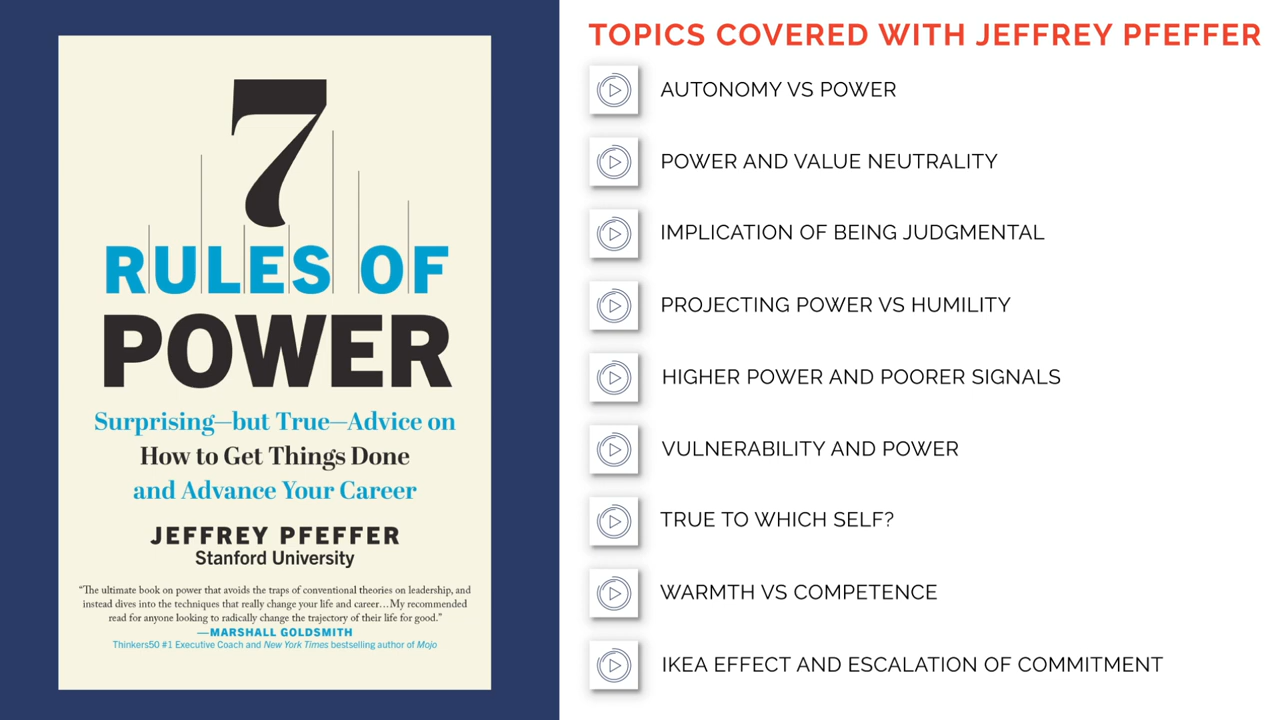 7
RULES OF
POWER
Surprising—but True—Advice on
How to Get Things Done
and Advance Your Career
JEFFREY PFEFFER
Stanford University
“The ultimate book on power that avoids the traps of conventional theories on leadership, and
instead dives into the techniques that really change your life and career…My recommended
read for anyone looking to radically change the trajectory of their life for good.”
—MARSHALL GOLDSMITH
Thinkers50 #1 Executive Coach and New York Times bestselling author of Mojo
TOPICS COVERED WITH JEFFREY PFEFFER
AUTONOMY VS POWER
POWER AND VALUE NEUTRALITY
IMPLICATION OF BEING JUDGMENTAL
PROJECTING POWER VS HUMILITY
HIGHER POWER AND POORER SIGNALS
VULNERABILITY AND POWER
TRUE TO WHICH SELF?
WARMTH VS COMPETENCE
IKEA EFFECT AND ESCALATION OF COMMITMENT